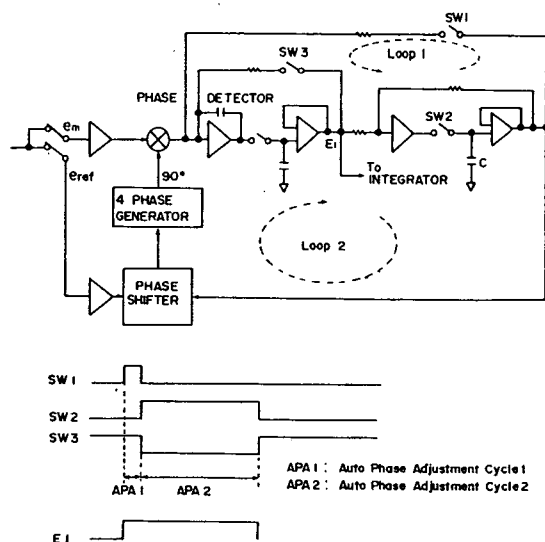 SW1
Loop 1
SW3
PHASE
DETECTOR
SW2
em
E1
C
To
INTEGRATOR
90°
eref
4 PHASE
GENERATOR
Loop 2
PHASE
SHIFTER
SW1
SW2
SW3
APA 1 : Auto Phase Adjustment Cycle 1
APA 2 : Auto Phase Adjustment Cycle 2
APA 1 APA 2
E1